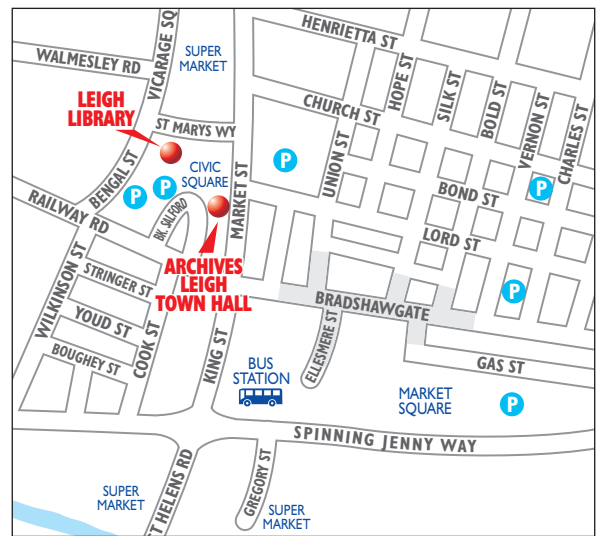 HENRIETTA ST
VICARAGE SQ
SUPER
MARKET
WALMESLEY RD
HOPE ST
SILK ST
BOLD ST
VERNON ST
CHARLES ST
LEIGH
LIBRARY
CHURCH ST
ST MARYS WY
UNION ST
BENGAL ST
CIVIC
SQUARE
P
P
P
P
MARKET ST
BOND ST
RAILWAY RD
BK. SALFORD
LORD ST
ARCHIVES
LEIGH
TOWN HALL
WILKINSON ST
STRINGER ST
P
BRADSHAWGATE
YOUD ST
COOK ST
KING ST
ELLESMERE ST
BOUGHEY ST
BUS
STATION
GAS ST
MARKET
SQUARE
P
SPINNING JENNY WAY
ST HELENS RD
GREGORY ST
SUPER
MARKET
SUPER
MARKET